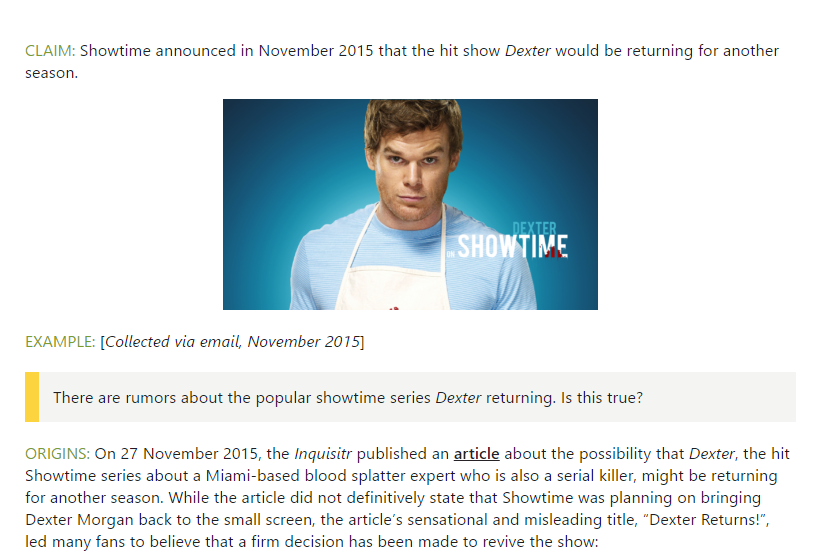 CLAIM: Showtime announced in November 2015 that the hit show Dexter would be returning for another
season.
DEXTER
ON SHOWTIME
EXAMPLE: [Collected via email, November 2015]
There are rumors about the popular showtime series Dexter returning. Is this true?
ORIGINS: On 27 November 2015, the Inquisitr published an article about the possibility that Dexter, the hit
Showtime series about a Miami-based blood splatter expert who is also a serial killer, might be returning
for another season. While the article did not definitively state that Showtime was planning on bringing
Dexter Morgan back to the small screen, the article's sensational and misleading title, “Dexter Returns!”,
led many fans to believe that a firm decision has been made to revive the show: